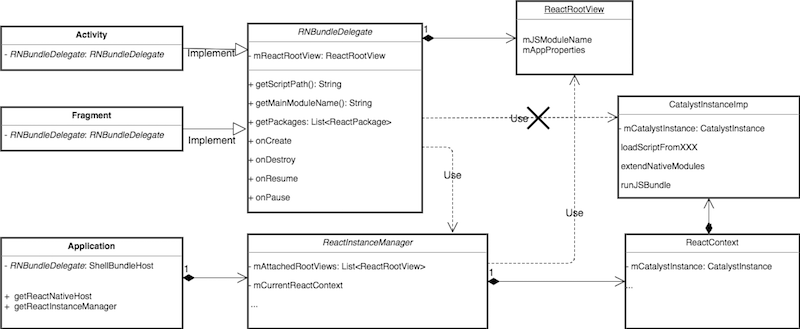 Activity
- RNBundleDelegate: RNBundleDelegate
Implement
Fragment
- RNBundleDelegate: RNBundleDelegate
Implement
RNBundleDelegate
- mReactRootView: ReactRootView
+ getScriptPath(): String
+ getMainModuleName(): String
+ getPackages: List<ReactPackage>
+ onCreate
+ onDestroy
+ onResume
+ onPause
1
ReactRootView
mJSModuleName
mAppProperties
Use
Use
Use
CatalystInstanceImp
- mCatalystInstance: CatalystInstance
loadScriptFromXXX
extendNativeModules
runJSBundle
Application
- RNBundleDelegate: ShellBundleHost
+ getReactNativeHost
+ getReactInstanceManager
1
ReactInstanceManager
- mAttachedRootViews: List<ReactRootView>
- mCurrentReactContext
...
1
ReactContext
- mCatalystInstance: CatalystInstance
...